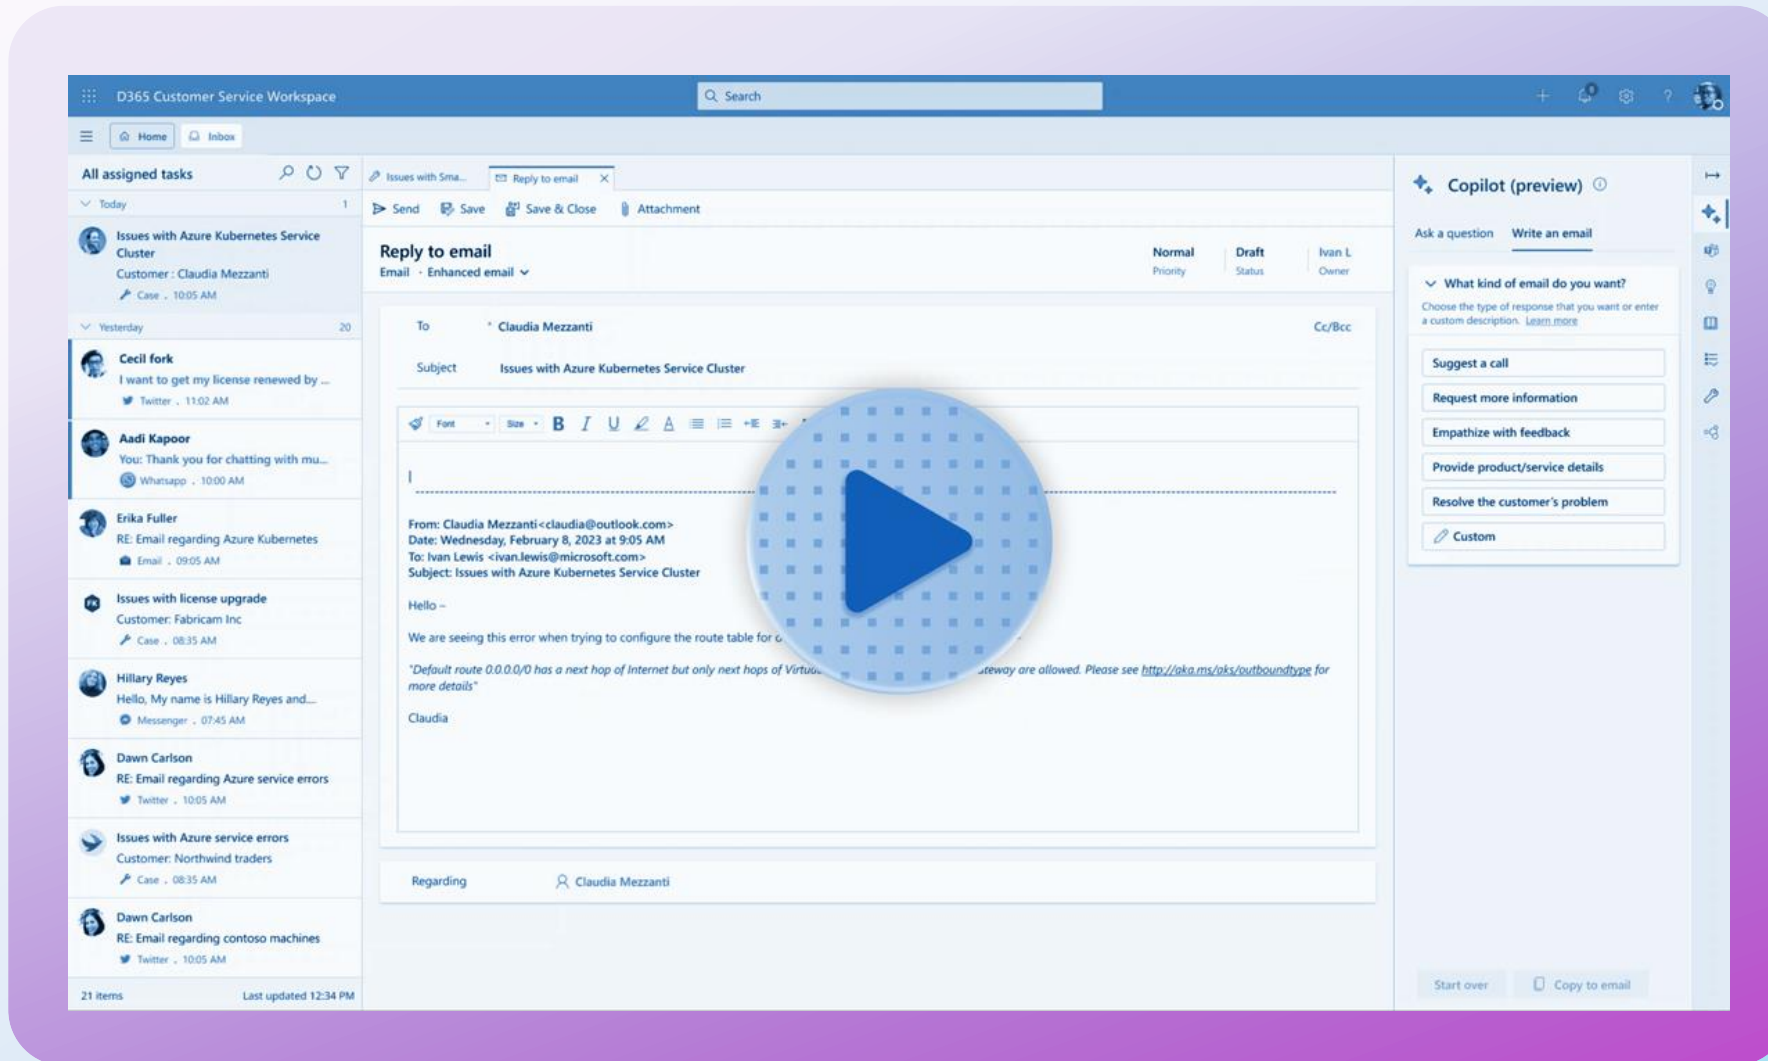 D365 Customer Service Workspace
Search
?
Home
Inbox
All assigned tasks
Today 1
Issues with Azure Kubernetes Service
Cluster
Customer : Claudia Mezzanti
Case . 10:05 AM
Yesterday 20
Cecil fork
I want to get my license renewed by ...
Twitter . 11:02 AM
Aadi Kapoor
You: Thank you for chatting with mu...
Whatsapp . 10:00 AM
Erika Fuller
RE: Email regarding Azure Kubernetes
Email . 09:05 AM
Issues with license upgrade
Customer: Fabricam Inc
Case . 08:35 AM
Hillary Reyes
Hello, My name is Hillary Reyes and...
Messenger . 07:45 AM
Dawn Carlson
RE: Email regarding Azure service errors
Twitter . 10:05 AM
Issues with Azure service errors
Customer: Northwind traders
Case . 08:35 AM
Dawn Carlson
RE: Email regarding contoso machines
Twitter . 10:05 AM
21 items Last updated 12:34 PM
Issues with Sma...
Reply to email
Send Save Save & Close Attachment
Reply to email
Email - Enhanced email
Normal Draft Ivan L
Priority Status Owner
To * Claudia Mezzanti Cc/Bcc
Subject Issues with Azure Kubernetes Service Cluster
Font Size B I U A
From: Claudia Mezzanti<claudia@outlook.com>
Date: Wednesday, February 8, 2023 at 9:05 AM
To: Ivan Lewis <ivan.lewis@microsoft.com>
Subject: Issues with Azure Kubernetes Service Cluster
Hello –
We are seeing this error when trying to configure the route table for
"Default route 0.0.0.0/0 has a next hop of Internet but only next hops of are allowed. Please see http://aka.ms/aks/outboundtype for
more details"
Claudia
Regarding Claudia Mezzanti
Copilot (preview)
Ask a question Write an email
What kind of email do you want?
Choose the type of response that you want or enter
a custom description. Learn more
Suggest a call
Request more information
Empathize with feedback
Provide product/service details
Resolve the customer's problem
Custom
Start over Copy to email